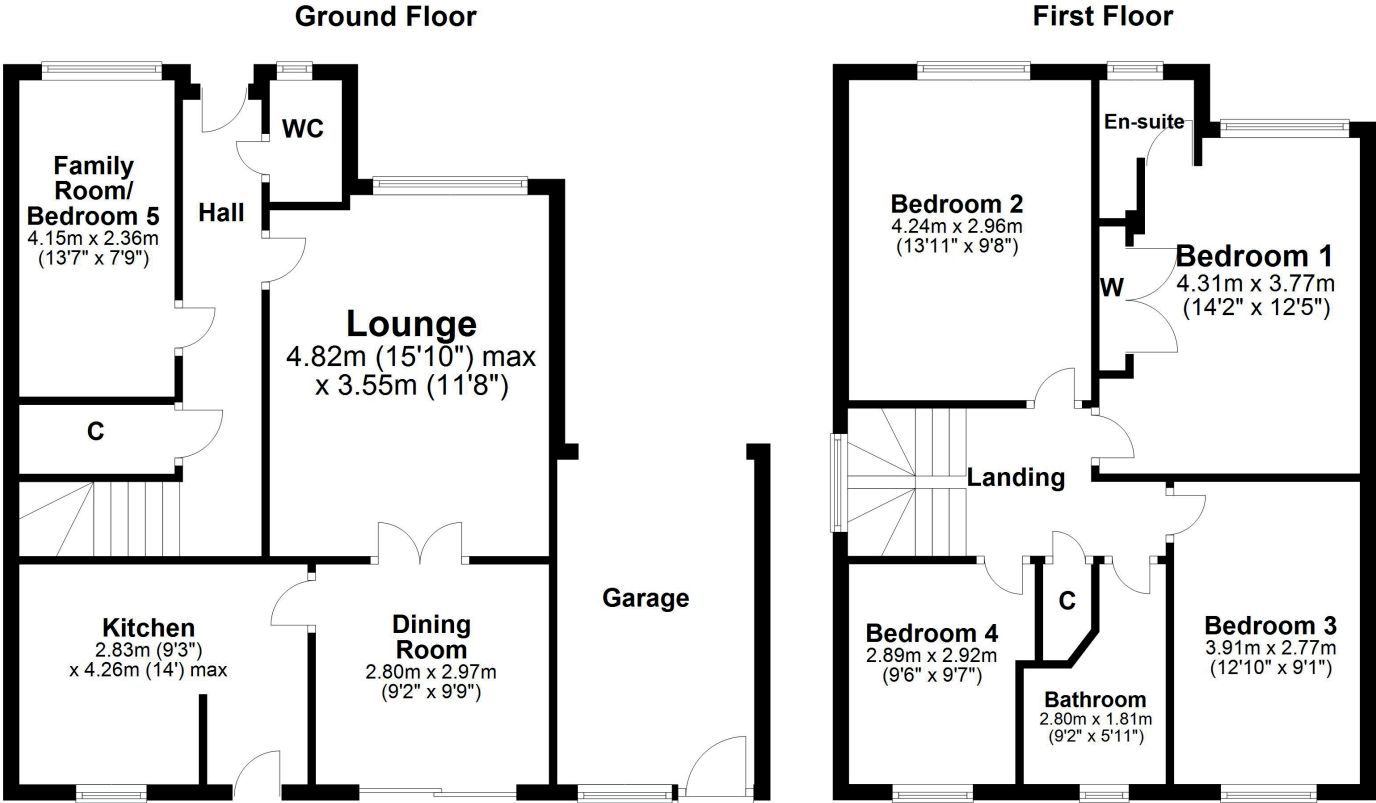 Ground Floor
Family
Room/
Bedroom 5
4.15m x 2.36m
(13'7" x 7'9")
Hall
WC
Lounge
4.82m (15'10") max
x 3.55m (11'8")
C
Kitchen
2.83m (9'3")
x 4.26m (14') max
Dining
Room
2.80m x 2.97m
(9'2" x 9'9")
Garage
First Floor
En-suite
Bedroom 2
4.24m x 2.96m
(13'11" x 9'8")
Bedroom 1
4.31m x 3.77m
(14'2" x 12'5")
W
Landing
C
Bedroom 4
2.89m x 2.92m
(9'6" x 9'7")
Bathroom
2.80m x 1.81m
(9'2" x 5'11")
Bedroom 3
3.91m x 2.77m
(12'10" x 9'1")